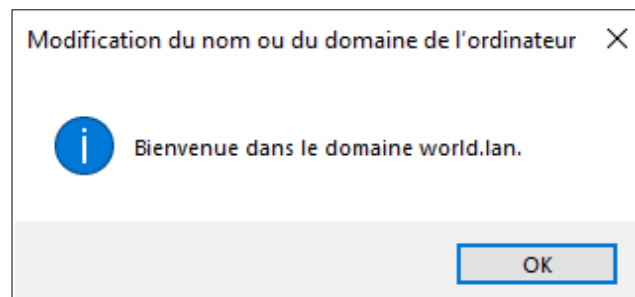 Modification du nom ou du domaine de l'ordinateur
Bienvenue dans le domaine world.lan.
OK